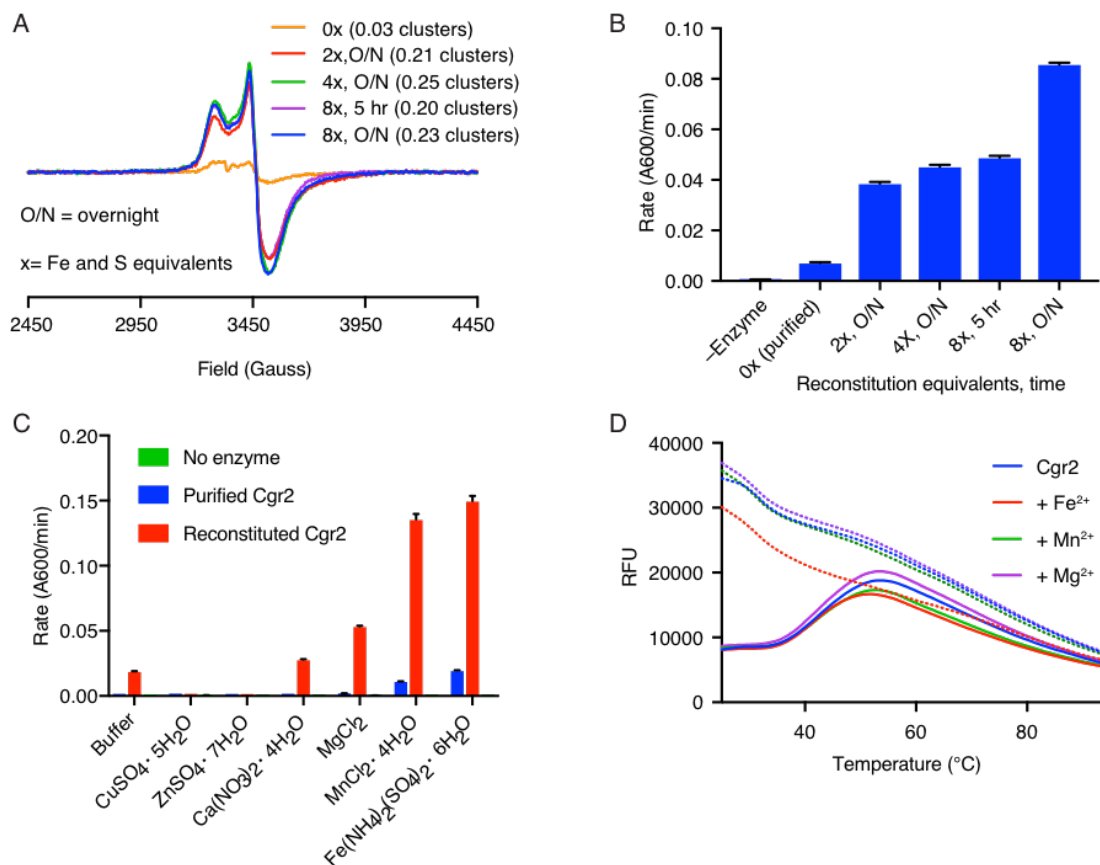 A
0x (0.03 clusters)
2x,O/N (0.21 clusters)
4x, O/N (0.25 clusters)
8x, 5 hr (0.20 clusters)
8x, O/N (0.23 clusters)
O/N = overnight
x= Fe and S equivalents
2450 2950 3450 3950 4450
Field (Gauss)
B
Rate (A600/min)
0.10
0.08
0.06
0.04
0.02
0.00
–Enzyme
0x (purified)
2x, O/N
4X, O/N
8x, 5 hr
8x, O/N
Reconstitution equivalents, time
C
Rate (A600/min)
0.20
0.15
0.10
0.05
0.00
No enzyme
Purified Cgr2
Reconstituted Cgr2
Buffer
CuSO4 · 5H2O
ZnSO4 · 7H2O
Ca(NO3)2 · 4H2O
MgCl2
MnCl2 · 4H2O
Fe(NH4)2(SO4)2 · 6H2O
D
RFU
40000
30000
20000
10000
0
Cgr2
+ Fe2+
+ Mn2+
+ Mg2+
40 60 80
Temperature (°C)